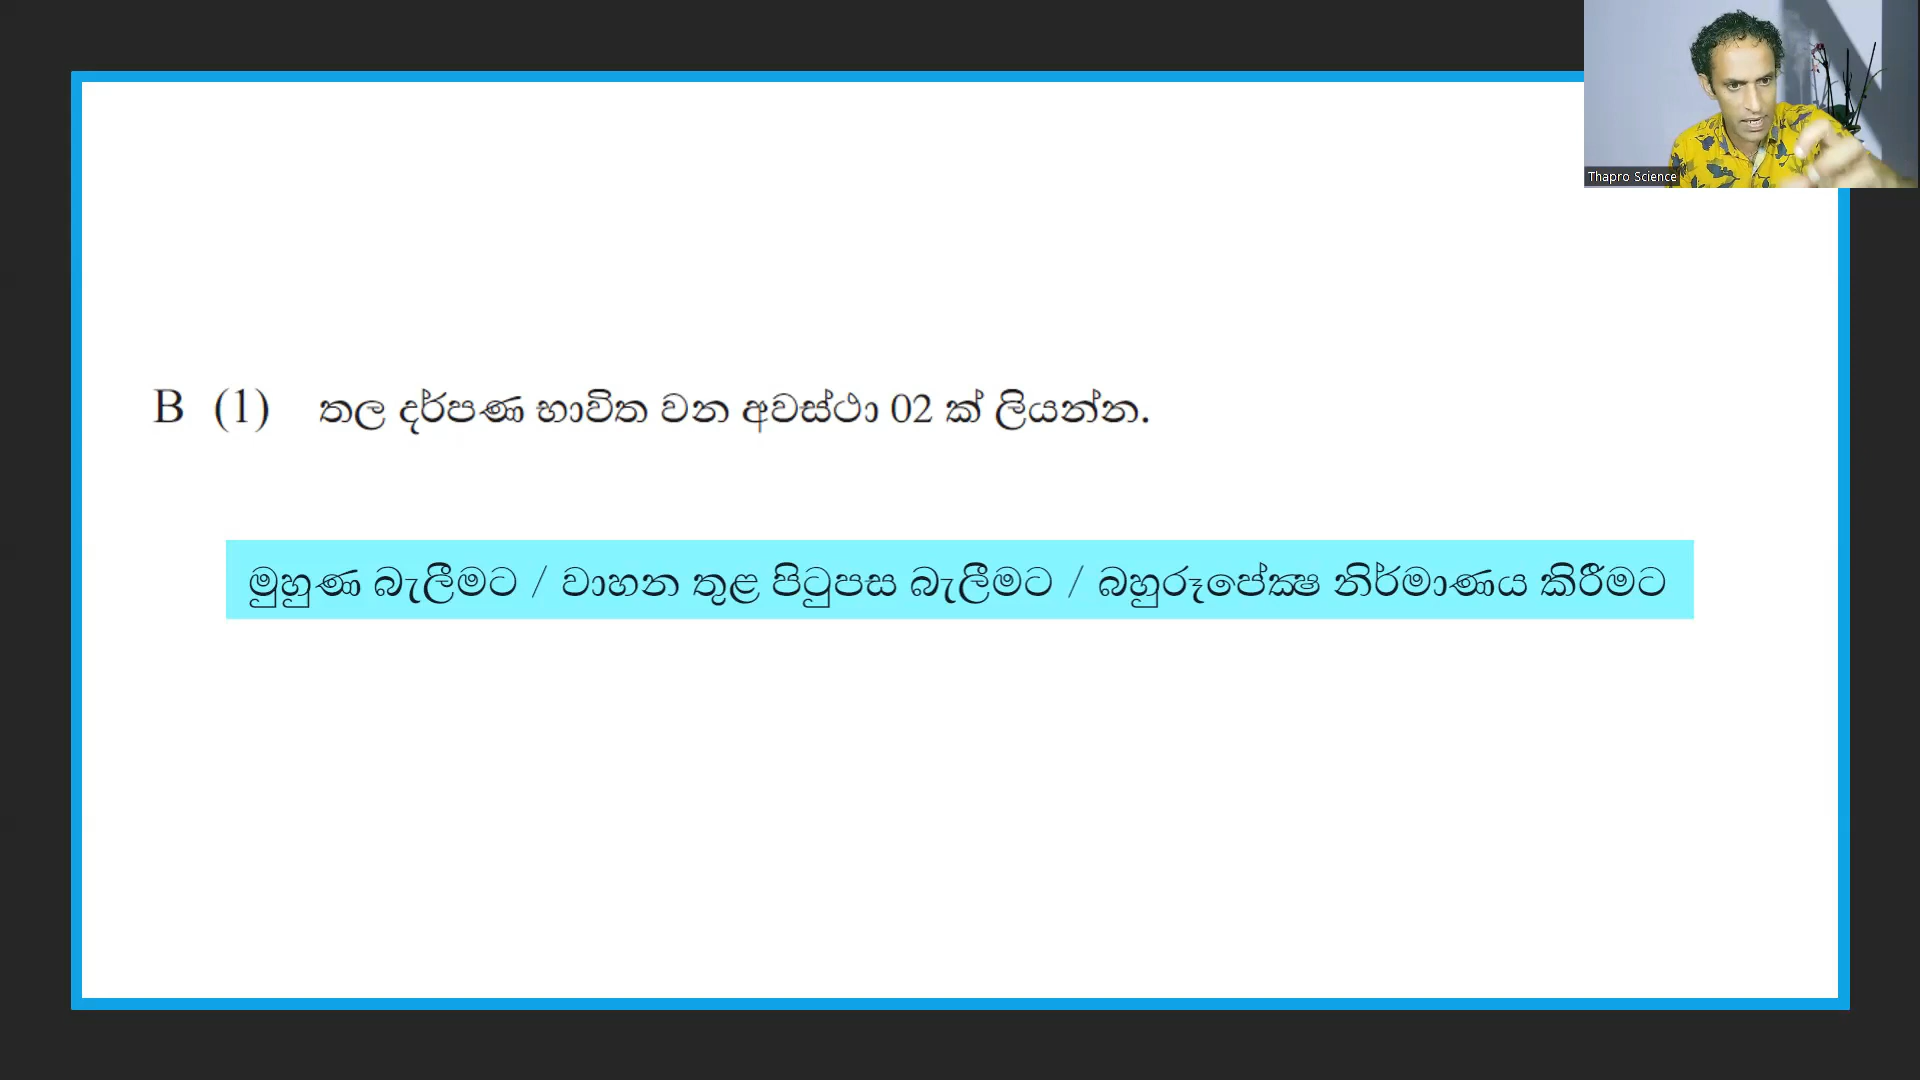 Thapro Science
B (1) තල දර්පණ භාවිත වන අවස්ථා 02 ක් ලියන්න.
මුහුණ බැලීමට / වාහන තුළ පිටුපස බැලීමට / බහුරූපේක්ෂ නිර්මාණය කිරීමට